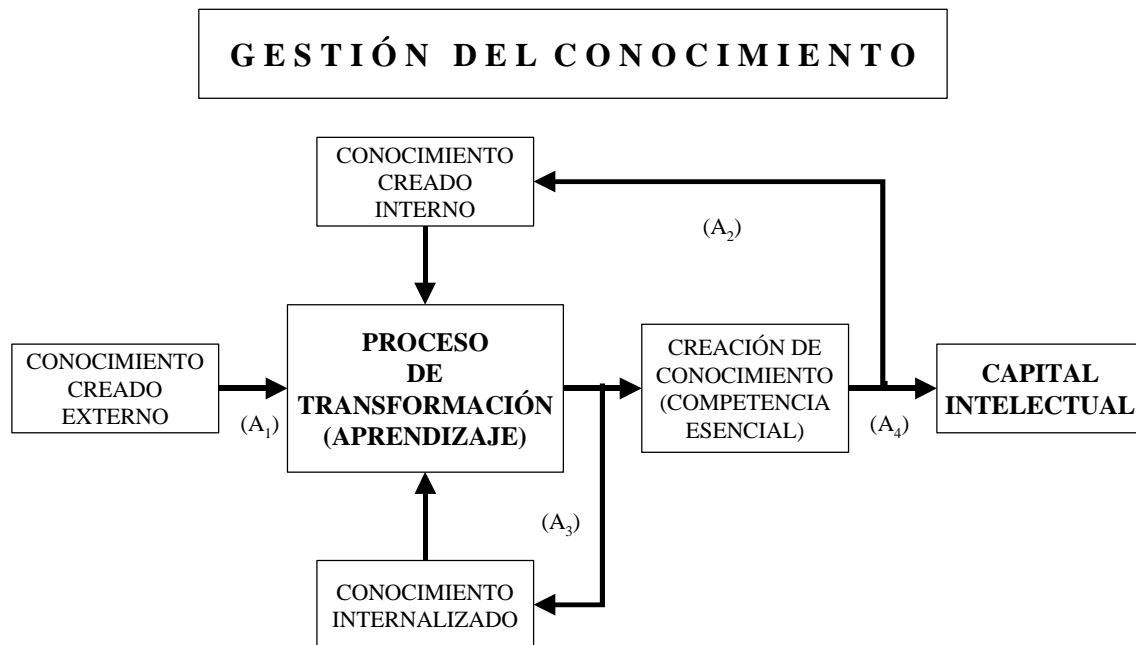 GESTIÓN DEL CONOCIMIENTO
CONOCIMIENTO
CREADO
INTERNO
(A2)
PROCESO
DE
TRANSFORMACIÓN
(APRENDIZAJE)
CONOCIMIENTO
CREADO
EXTERNO
(A1)
CREACIÓN DE
CONOCIMIENTO
(COMPETENCIA
ESENCIAL)
(A4)
CAPITAL
INTELECTUAL
(A3)
CONOCIMIENTO
INTERNALIZADO